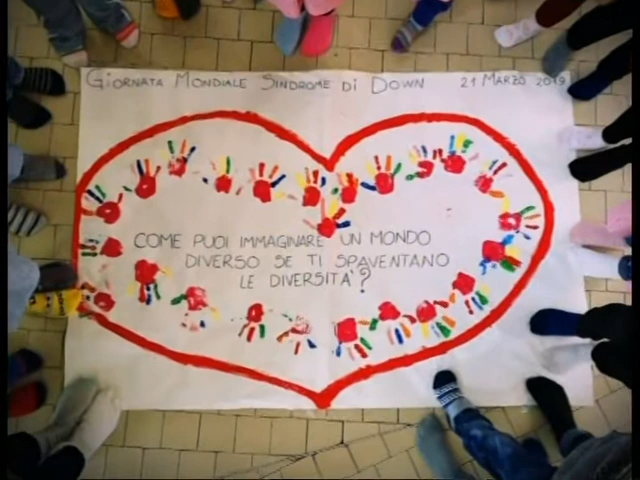 GIORNATA MONDIALE SINDROME DI DOWN 21 MARZO 2019
COME PUOI IMMAGINARE UN MONDO
DIVERSO SE TI SPAVENTANO
LE DIVERSITA'?